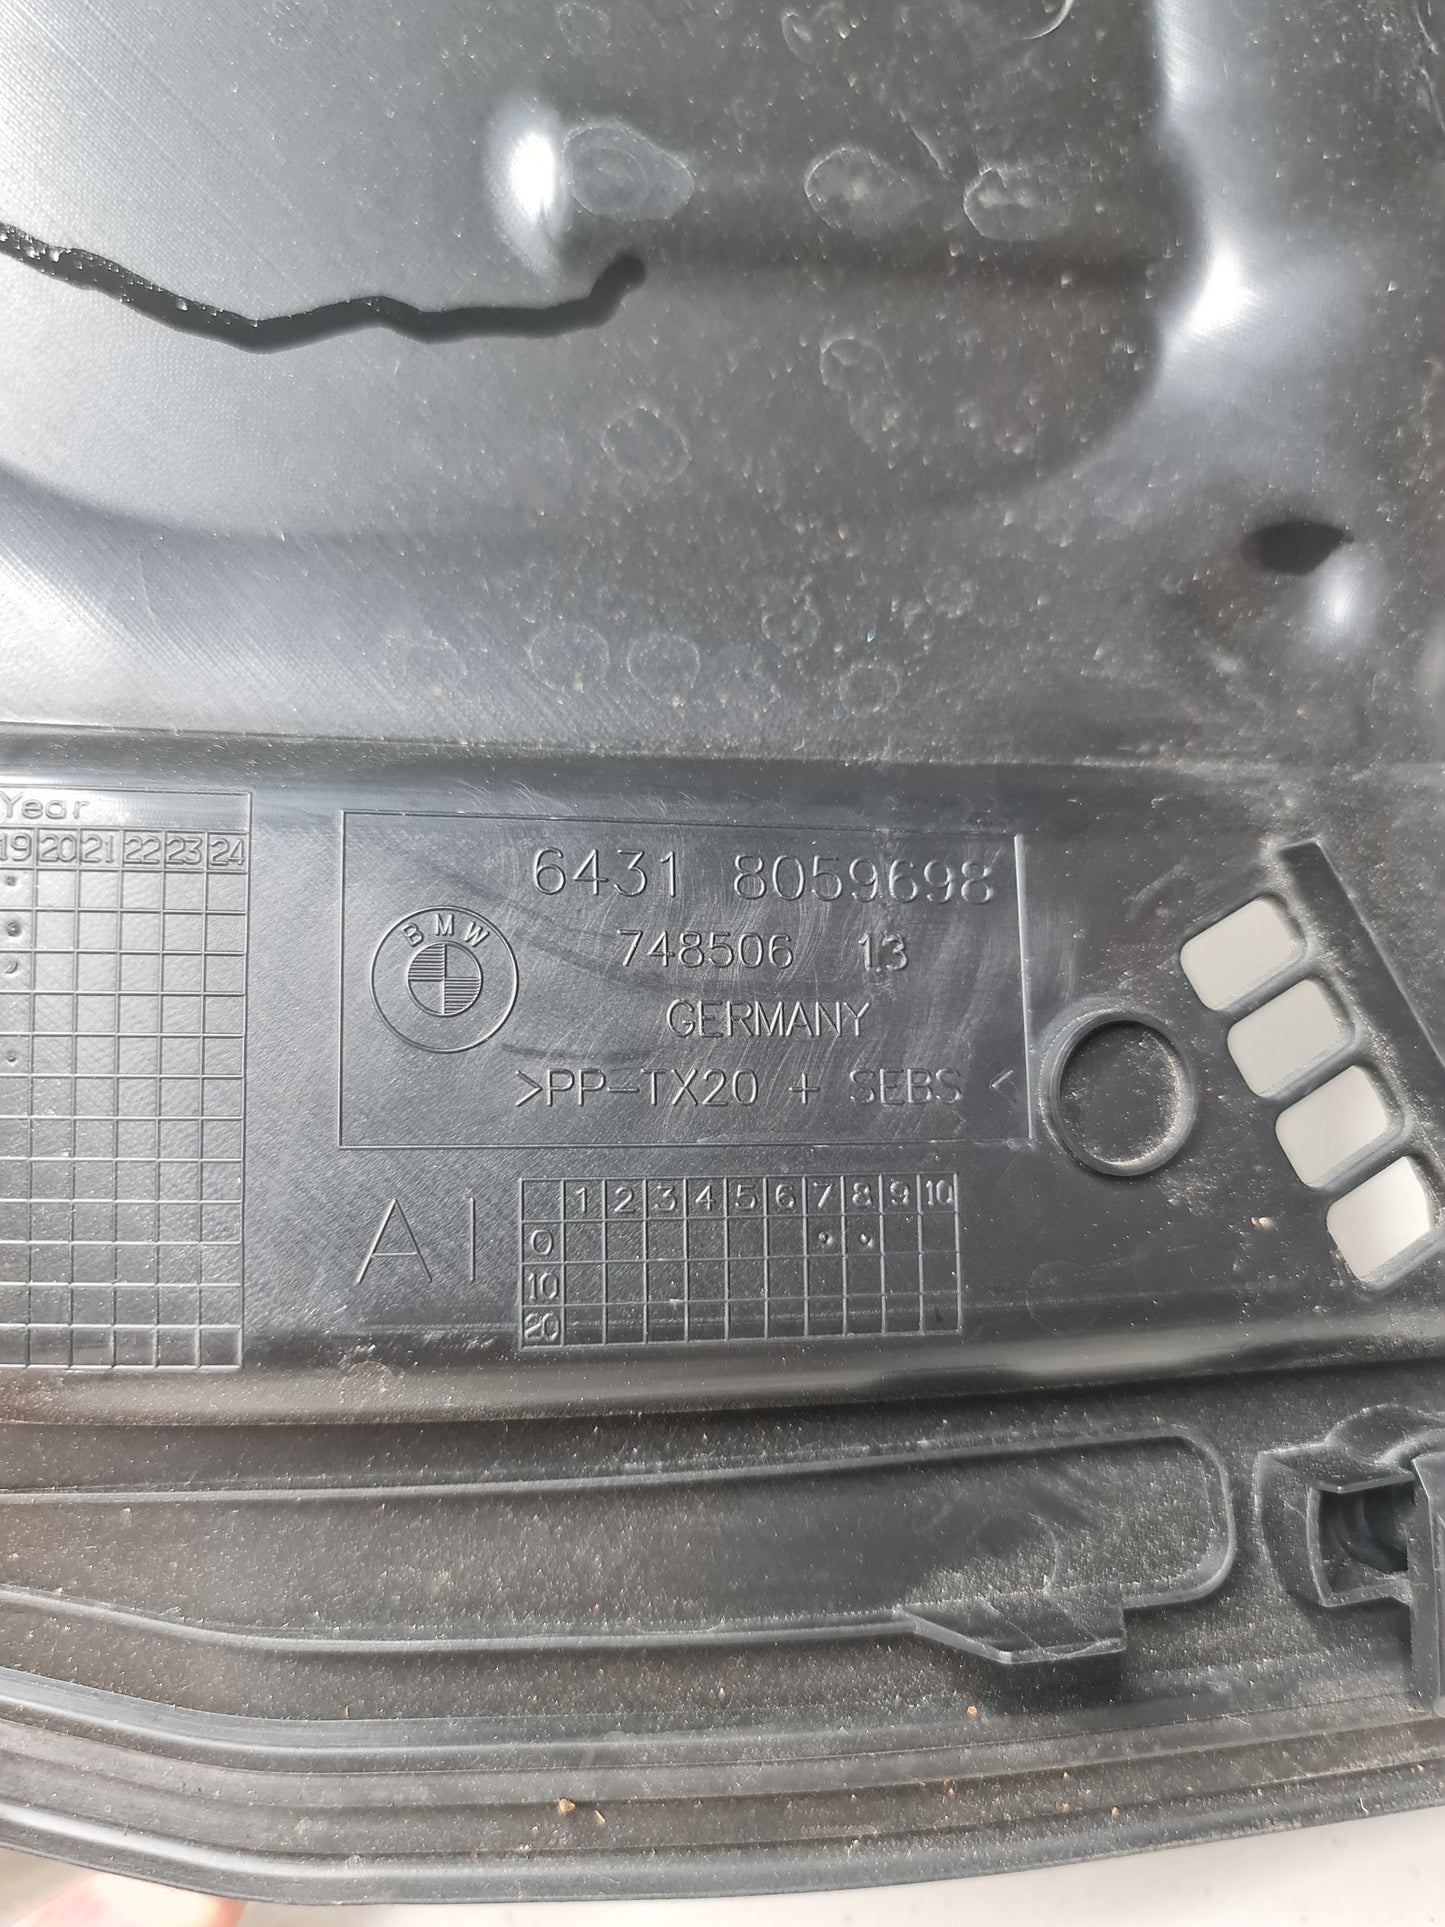 Year
19 20 21 22 23 24
6431 8059698
BMW
748506 13
GERMANY
>PP-TX20 + SEBS <
A1
1 2 3 4 5 6 7 8 9 10
0
10
20